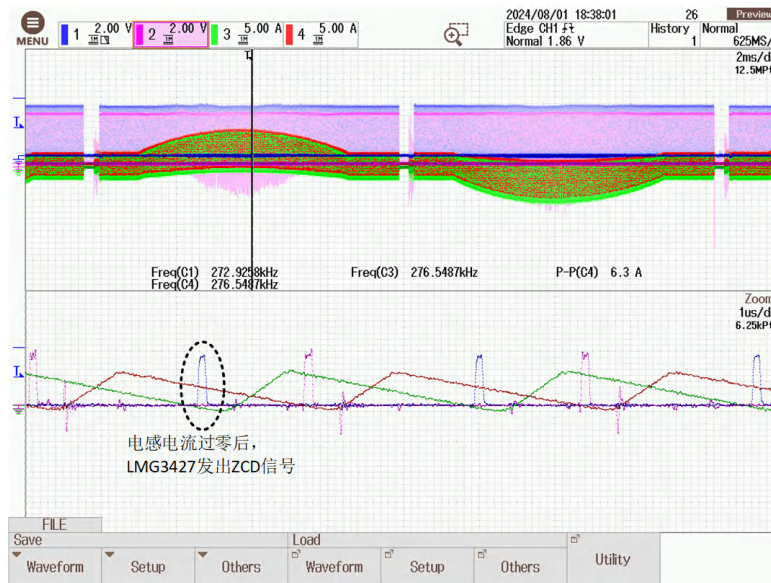 2024/08/01 18:38:01 26 Preview
MENU 1 2.00 V 2 2.00 V 3 5.00 A 4 5.00 A Edge CH1 History Normal
Normal 1.86 V 1 625MS/
2ms/d
12.5MPt
Freq(C1) 272.9258kHz Freq(C3) 276.5487kHz P-P(C4) 6.3 A
Freq(C4) 276.5487kHz
Zoom
1us/d
6.25kPt
电感电流过零后，
LMG3427发出ZCD信号
FILE
Save Load
Waveform Setup Others Waveform Setup Others Utility